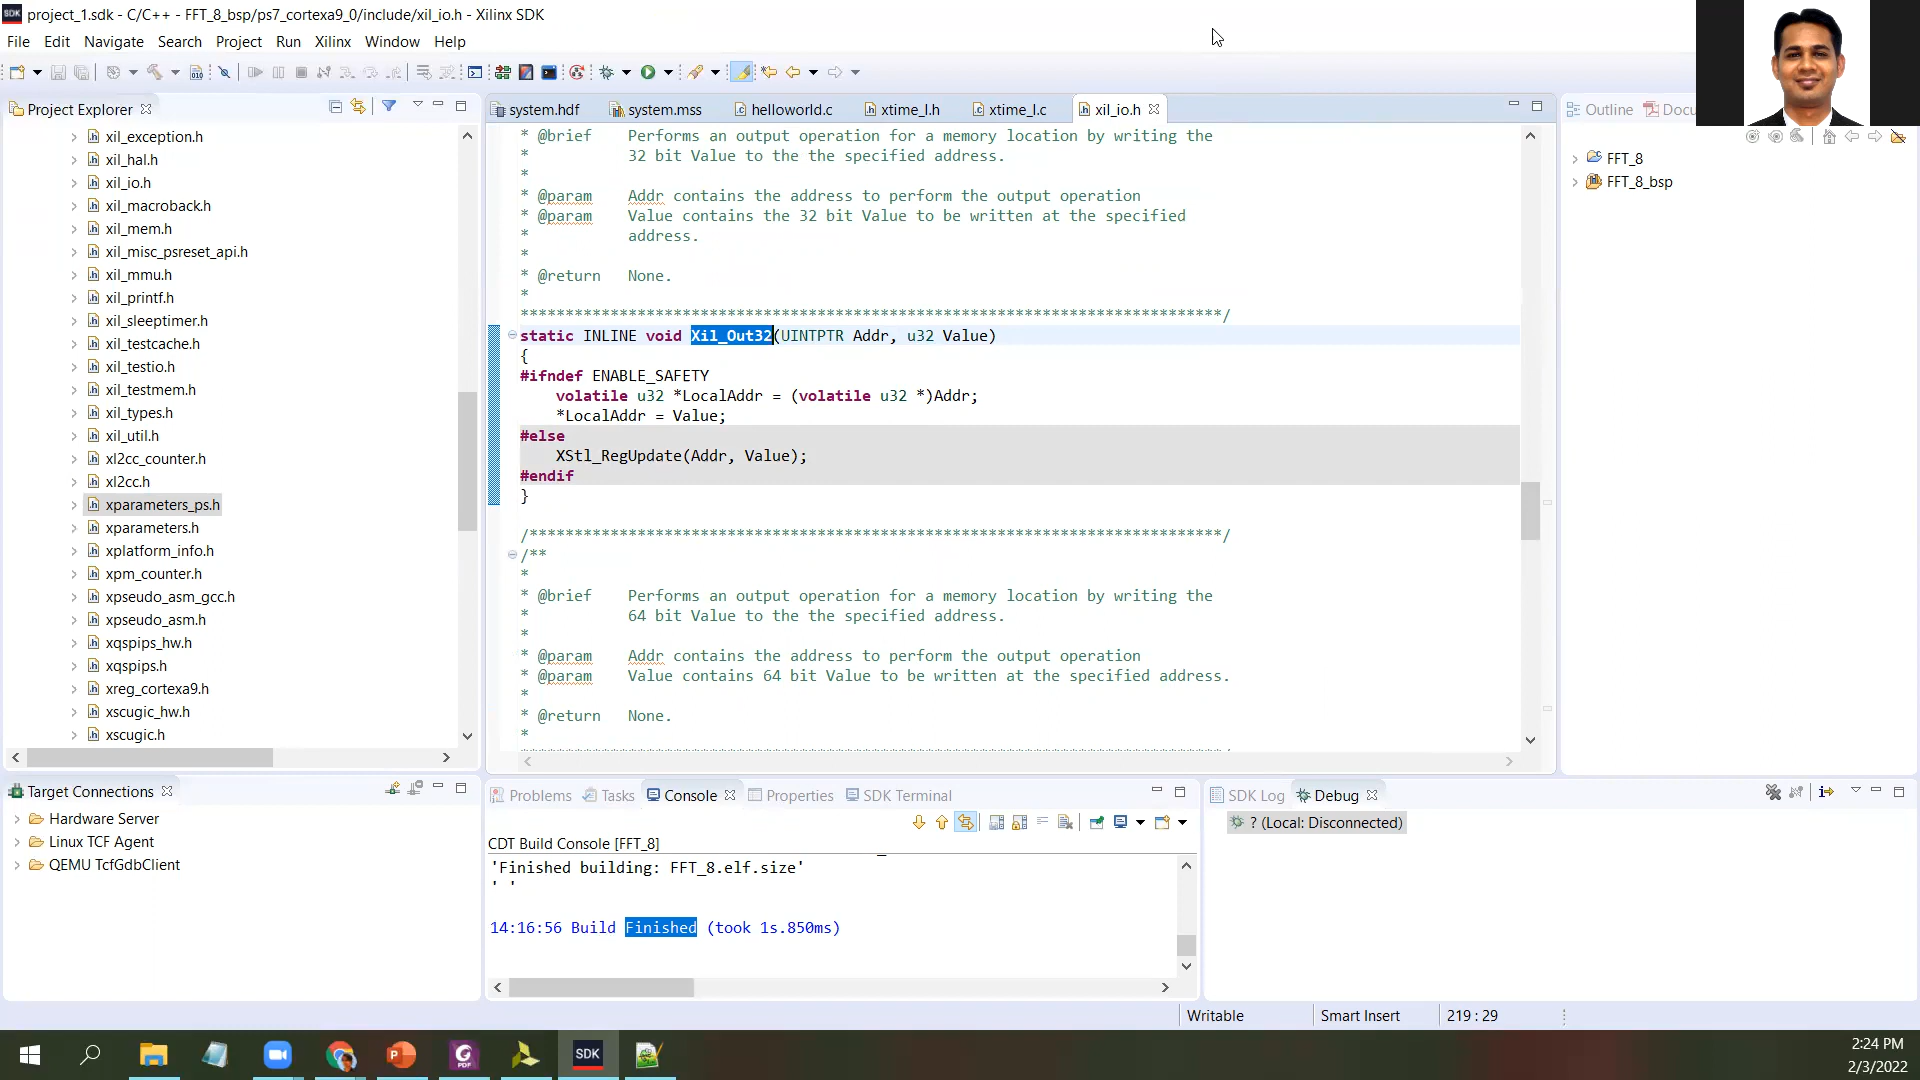 SDK project_1.sdk - C/C++ - FFT_8_bsp/ps7_cortexa9_0/include/xil_io.h - Xilinx SDK
File Edit Navigate Search Project Run Xilinx Window Help
Project Explorer
xil_exception.h
xil_hal.h
xil_io.h
xil_macroback.h
xil_mem.h
xil_misc_psreset_api.h
xil_mmu.h
xil_printf.h
xil_sleeptimer.h
xil_testcache.h
xil_testio.h
xil_testmem.h
xil_types.h
xil_util.h
xl2cc_counter.h
xl2cc.h
xparameters_ps.h
xparameters.h
xplatform_info.h
xpm_counter.h
xpseudo_asm_gcc.h
xpseudo_asm.h
xqspips_hw.h
xqspips.h
xreg_cortexa9.h
xscugic_hw.h
xscugic.h
system.hdf system.mss helloworld.c xtime_l.h xtime_l.c xil_io.h
* @brief Performs an output operation for a memory location by writing the
* 32 bit Value to the the specified address.
*
* @param Addr contains the address to perform the output operation
* @param Value contains the 32 bit Value to be written at the specified
* address.
*
* @return None.
*
******************************************************************************/
static INLINE void Xil_Out32(UINTPTR Addr, u32 Value)
{
#ifndef ENABLE_SAFETY
volatile u32 *LocalAddr = (volatile u32 *)Addr;
*LocalAddr = Value;
#else
XStl_RegUpdate(Addr, Value);
#endif
}
/*****************************************************************************/
/**
*
* @brief Performs an output operation for a memory location by writing the
* 64 bit Value to the the specified address.
*
* @param Addr contains the address to perform the output operation
* @param Value contains 64 bit Value to be written at the specified address.
*
* @return None.
*
Outline Docu
FFT_8
FFT_8_bsp
Target Connections
Hardware Server
Linux TCF Agent
QEMU TcfGdbClient
Problems Tasks Console Properties SDK Terminal
CDT Build Console [FFT_8]
'Finished building: FFT_8.elf.size'
' '
14:16:56 Build Finished (took 1s.850ms)
SDK Log Debug
? (Local: Disconnected)
Writable Smart Insert 219 : 29
SDK
2:24 PM
2/3/2022